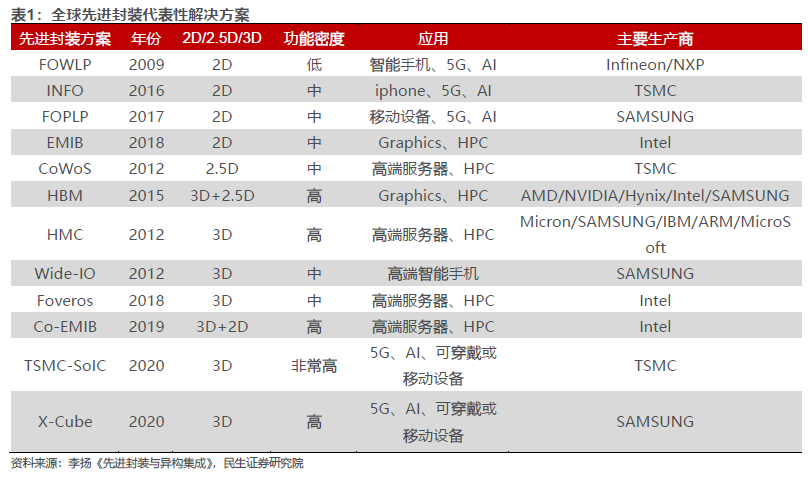 表1：全球先进封装代表性解决方案
先进封装方案 年份 2D/2.5D/3D 功能密度 应用 主要生产商
FOWLP 2009 2D 低 智能手机、5G、AI Infineon/NXP
INFO 2016 2D 中 iphone、5G、AI TSMC
FOPLP 2017 2D 中 移动设备、5G、AI SAMSUNG
EMIB 2018 2D 中 Graphics、HPC Intel
CoWoS 2012 2.5D 中 高端服务器、HPC TSMC
HBM 2015 3D+2.5D 高 Graphics、HPC AMD/NVIDIA/Hynix/Intel/SAMSUNG
HMC 2012 3D 高 高端服务器、HPC Micron/SAMSUNG/IBM/ARM/MicroS
oft
Wide-IO 2012 3D 中 高端智能手机 SAMSUNG
Foveros 2018 3D 中 高端服务器、HPC Intel
Co-EMIB 2019 3D+2D 高 高端服务器、HPC Intel
TSMC-SoIC 2020 3D 非常高 5G、AI、可穿戴或
移动设备 TSMC
X-Cube 2020 3D 高 5G、AI、可穿戴或
移动设备 SAMSUNG
资料来源：李扬《先进封装与异构集成》，民生证券研究院